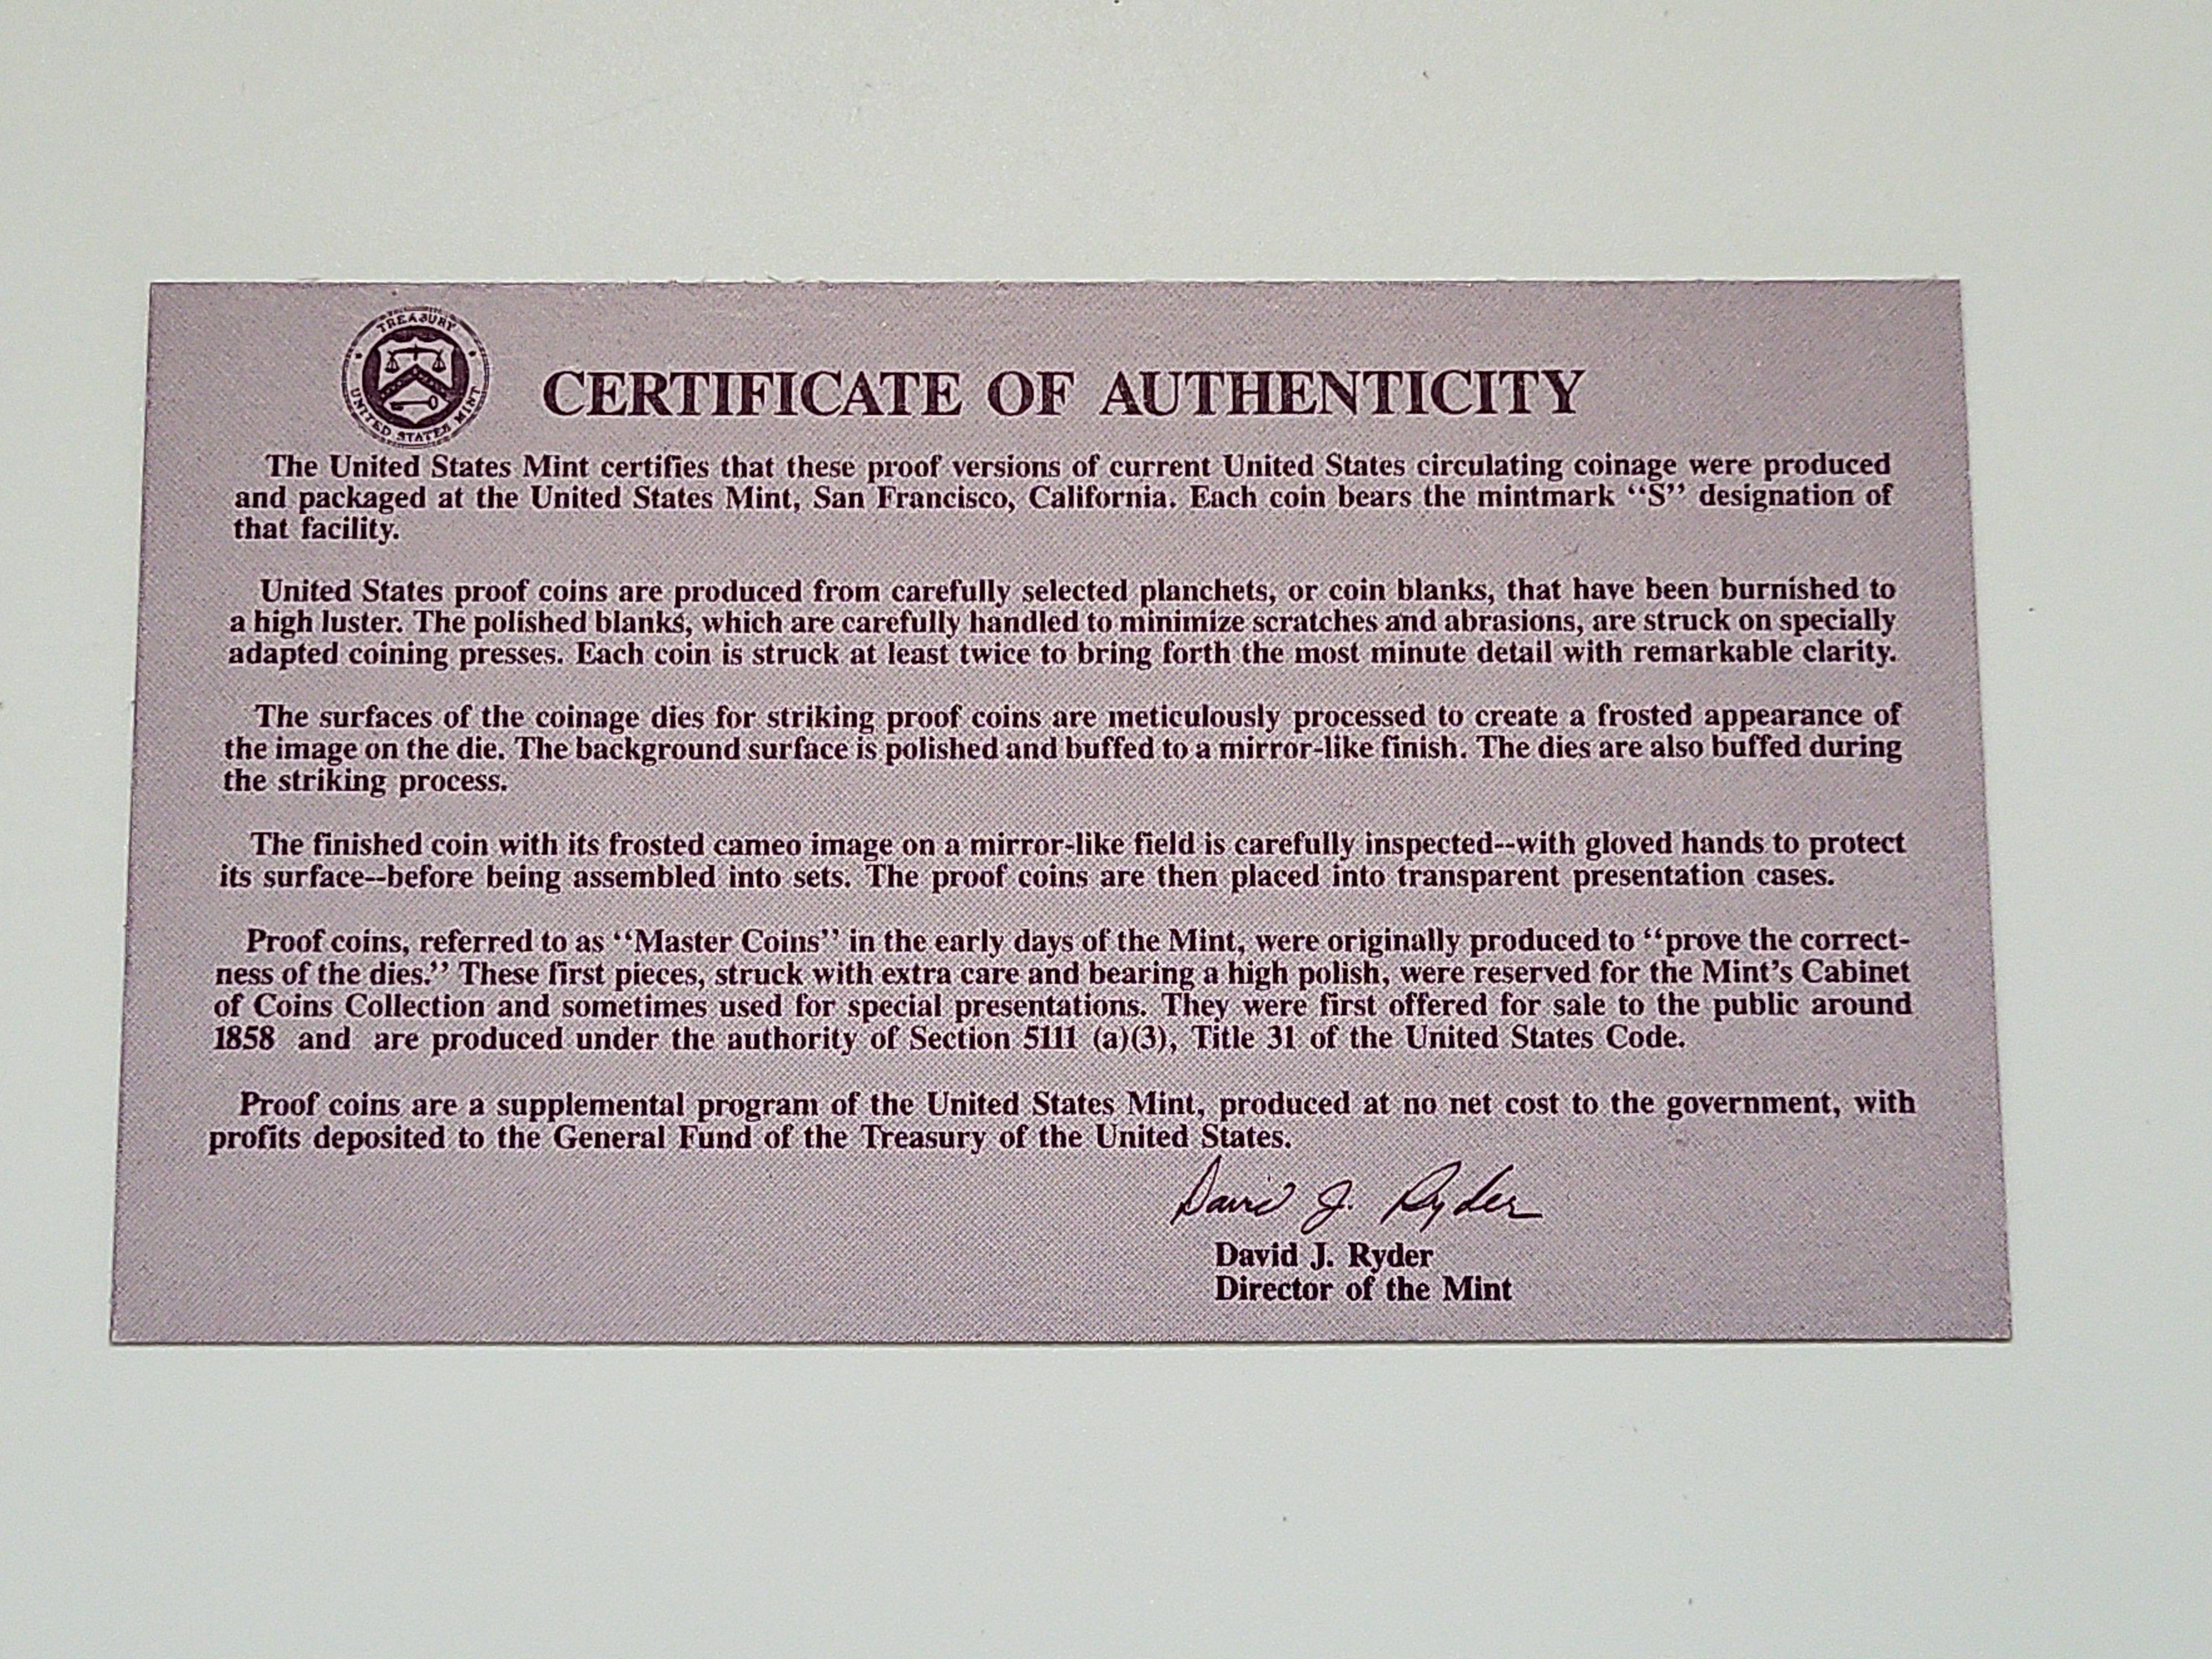 TREASURY
UNITED STATES MINT
CERTIFICATE OF AUTHENTICITY
The United States Mint certifies that these proof versions of current United States circulating coinage were produced
and packaged at the United States Mint, San Francisco, California. Each coin bears the mintmark ‘‘S’’ designation of
that facility.
United States proof coins are produced from carefully selected planchets, or coin blanks, that have been burnished to
a high luster. The polished blanks, which are carefully handled to minimize scratches and abrasions, are struck on specially
adapted coining presses. Each coin is struck at least twice to bring forth the most minute detail with remarkable clarity.
The surfaces of the coinage dies for striking proof coins are meticulously processed to create a frosted appearance of
the image on the die. The background surface is polished and buffed to a mirror-like finish. The dies are also buffed during
the striking process.
The finished coin with its frosted cameo image on a mirror-like field is carefully inspected--with gloved hands to protect
its surface--before being assembled into sets. The proof coins are then placed into transparent presentation cases.
Proof coins, referred to as ‘‘Master Coins’’ in the early days of the Mint, were originally produced to ‘‘prove the correct-
ness of the dies.’’ These first pieces, struck with extra care and bearing a high polish, were reserved for the Mint’s Cabinet
of Coins Collection and sometimes used for special presentations. They were first offered for sale to the public around
1858 and are produced under the authority of Section 5111 (a)(3), Title 31 of the United States Code.
Proof coins are a supplemental program of the United States Mint, produced at no net cost to the government, with
profits deposited to the General Fund of the Treasury of the United States.
David J. Ryder
David J. Ryder
Director of the Mint